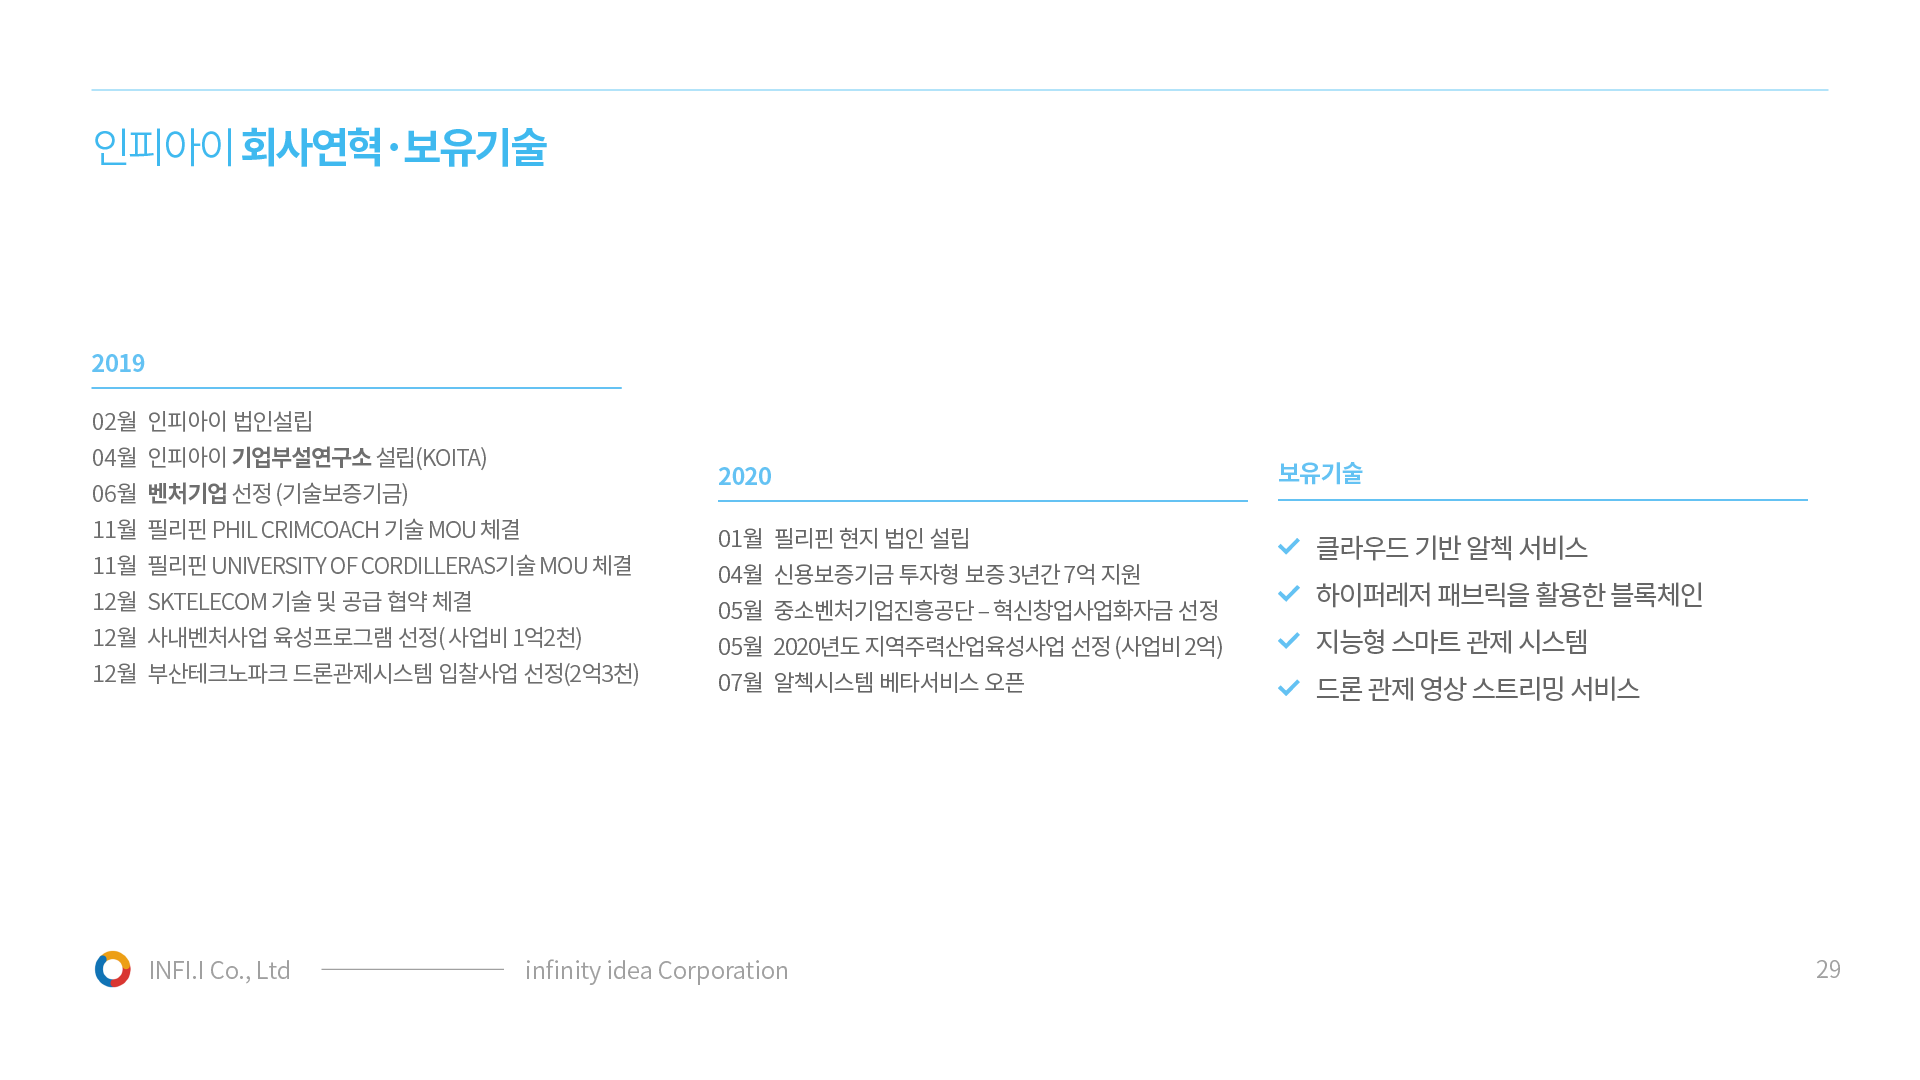 인피아이 회사연혁·보유기술
2019
02월 인피아이 법인설립
04월 인피아이 기업부설연구소 설립(KOITA)
06월 벤처기업 선정 (기술보증기금)
11월 필리핀 PHIL CRIMCOACH 기술 MOU 체결
11월 필리핀 UNIVERSITY OF CORDILLERAS기술 MOU 체결
12월 SKTELECOM 기술 및 공급 협약 체결
12월 사내벤처사업 육성프로그램 선정( 사업비 1억2천)
12월 부산테크노파크 드론관제시스템 입찰사업 선정(2억3천)
2020
01월 필리핀 현지 법인 설립
04월 신용보증기금 투자형 보증 3년간 7억 지원
05월 중소벤처기업진흥공단 – 혁신창업사업화자금 선정
05월 2020년도 지역주력산업육성사업 선정 (사업비 2억)
07월 알첵시스템 베타서비스 오픈
보유기술
클라우드 기반 알첵 서비스
하이퍼레저 패브릭을 활용한 블록체인
지능형 스마트 관제 시스템
드론 관제 영상 스트리밍 서비스
INFI.I Co., Ltd
infinity idea Corporation
29